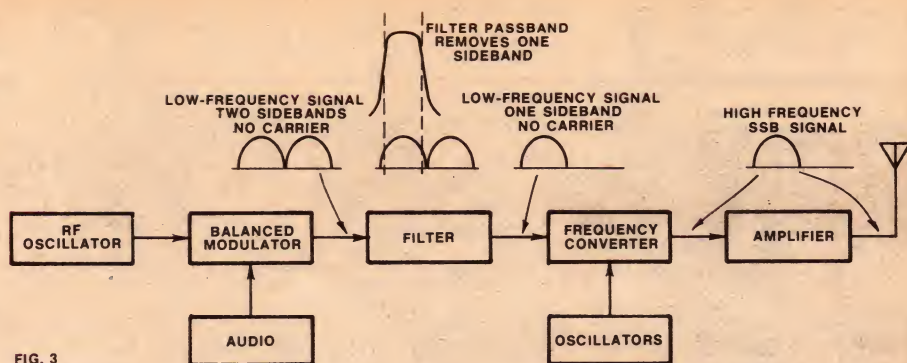 FILTER PASSBAND
REMOVES ONE
SIDEBAND
LOW-FREQUENCY SIGNAL
TWO SIDEBANDS
NO CARRIER
LOW-FREQUENCY SIGNAL
ONE SIDEBAND
NO CARRIER
HIGH FREQUENCY
SSB SIGNAL
RF
OSCILLATOR
BALANCED
MODULATOR
FILTER
FREQUENCY
CONVERTER
AMPLIFIER
AUDIO
OSCILLATORS
FIG. 3